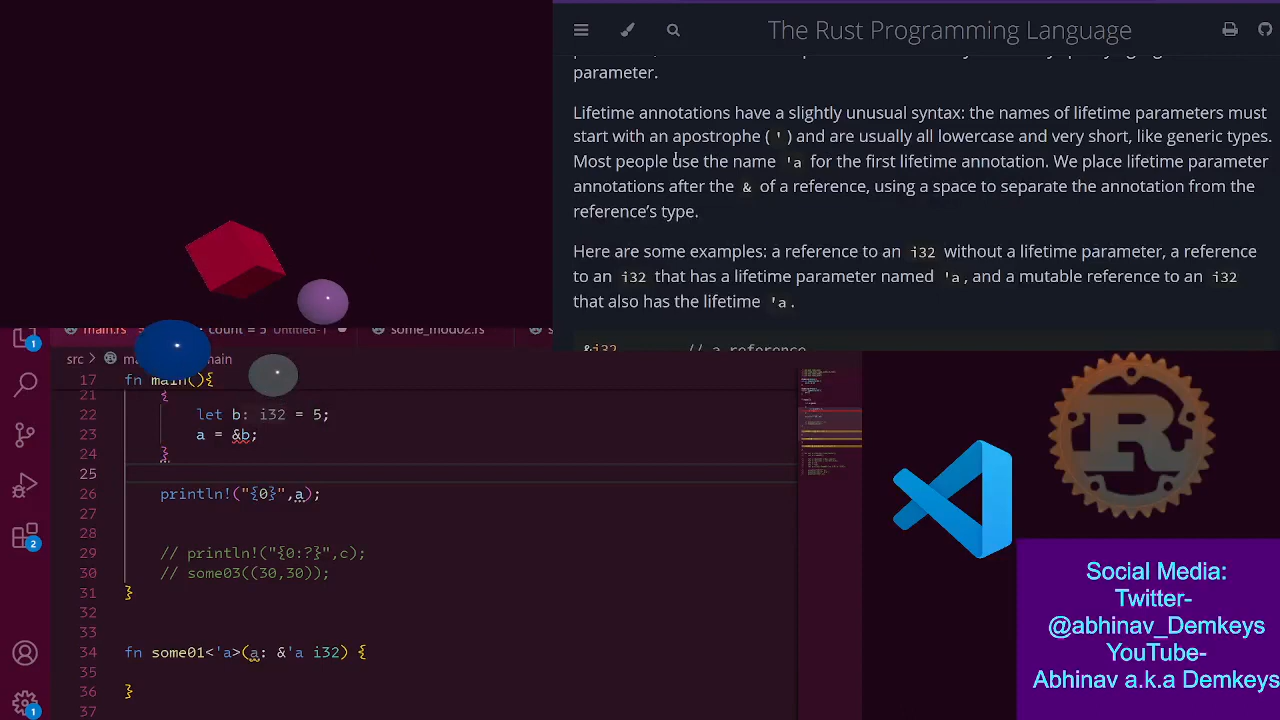 The Rust Programming Language
parameter.
Lifetime annotations have a slightly unusual syntax: the names of lifetime parameters must
start with an apostrophe (') and are usually all lowercase and very short, like generic types.
Most people use the name 'a for the first lifetime annotation. We place lifetime parameter
annotations after the & of a reference, using a space to separate the annotation from the
reference's type.
Here are some examples: a reference to an i32 without a lifetime parameter, a reference
to an i32 that has a lifetime parameter named 'a, and a mutable reference to an i32
that also has the lifetime 'a.
&i32 // a reference
main.rs count = 5 Untitled-1 some_mod02.rs
src main
17 fn main(){
21 {
22 let b: i32 = 5;
23 a = &b;
24 }
25
26 println!("{0}",a);
27
28
29 // println!("{0:?}",c);
30 // some03((30,30));
31 }
32
33
34 fn some01<'a>(a: &'a i32) {
35
36 }
37
1
2
1
R
Social Media:
Twitter-
@abhinav_Demkeys
YouTube-
Abhinav a.k.a Demkeys